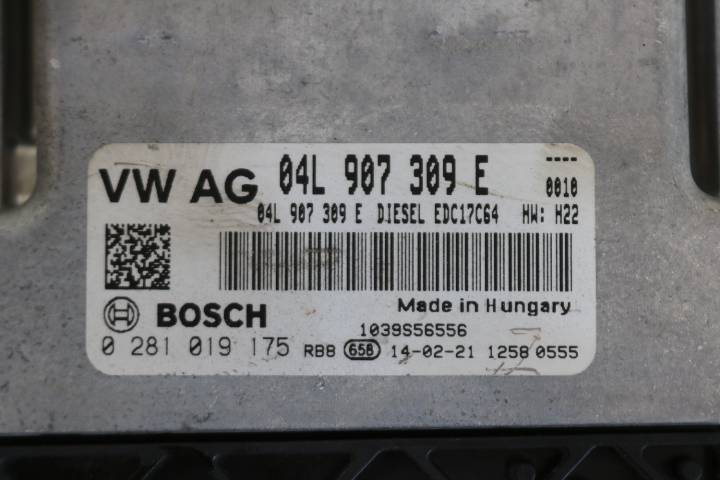 VW AG 04L 907 309 E ----
0010
04L 907 309 E DIESEL EDC17C64 HW: H22
BOSCH Made in Hungary
1039S56556
0 281 019 175 RBB 658 14-02-21 1258 0555